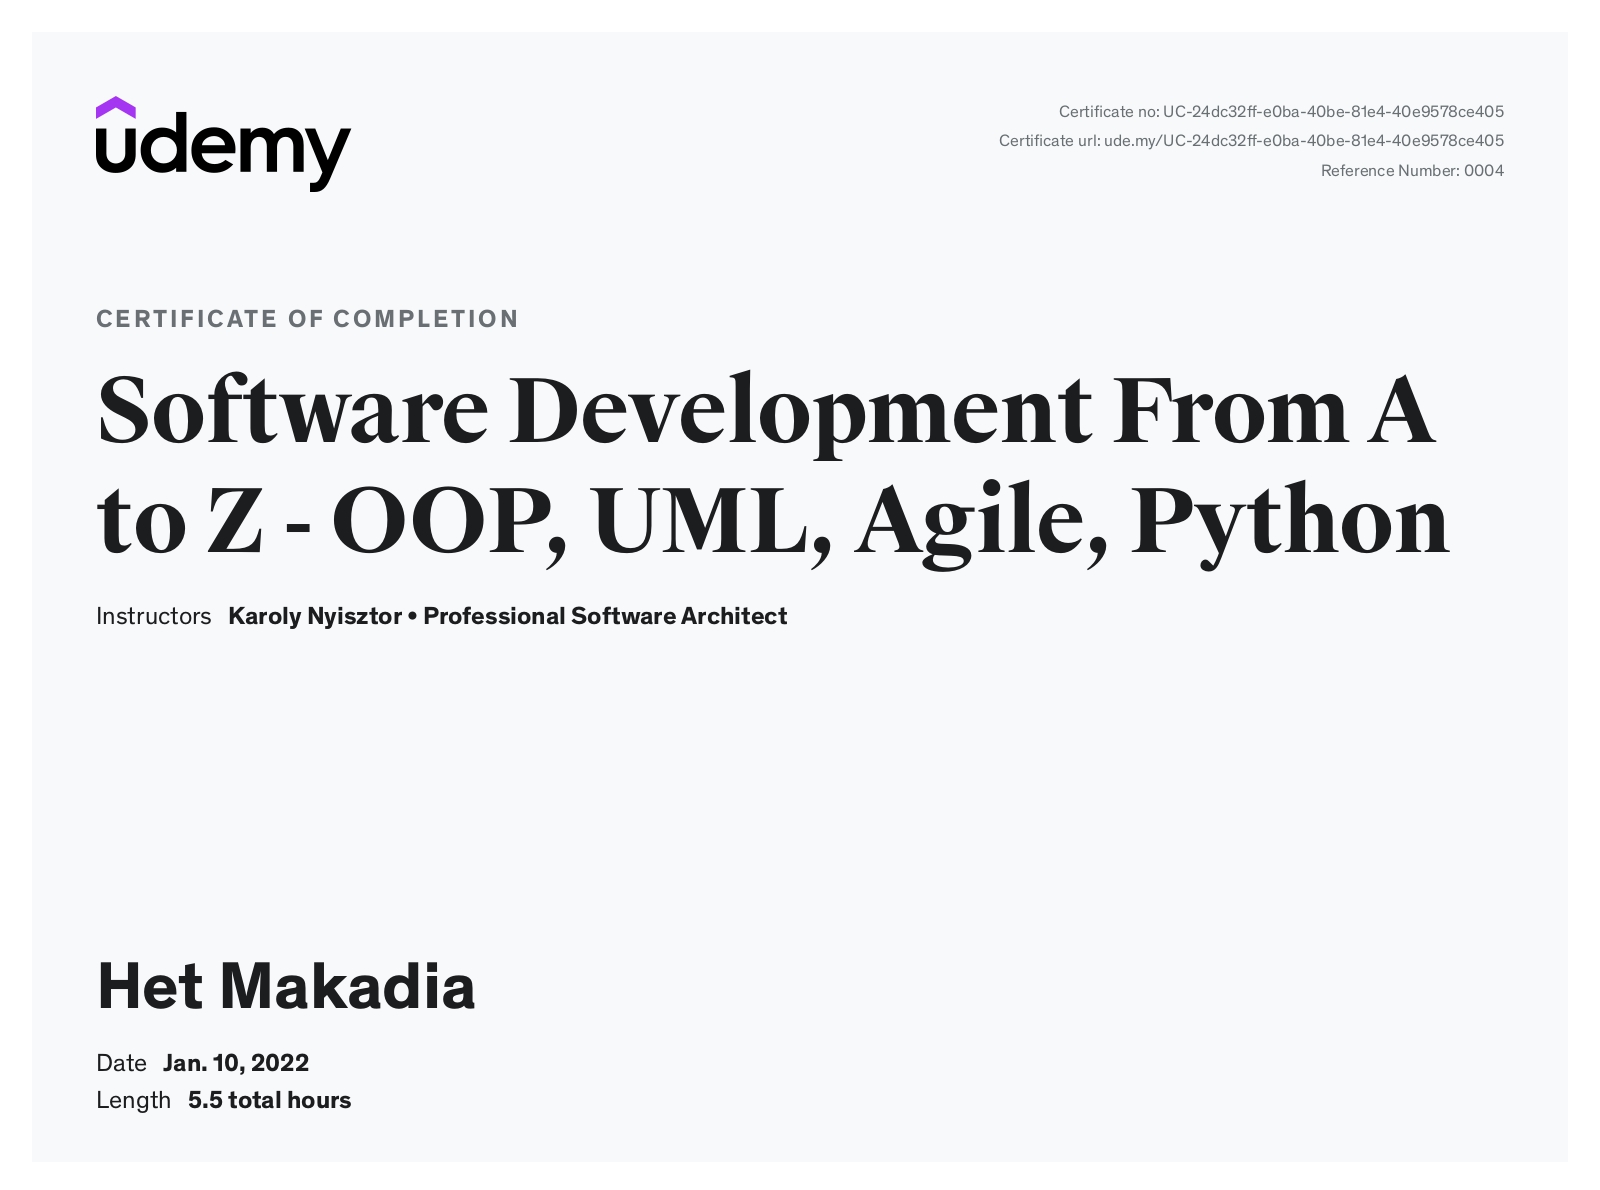 udemy
Certificate no: UC-24dc32ff-e0ba-40be-81e4-40e9578ce405
Certificate url: ude.my/UC-24dc32ff-e0ba-40be-81e4-40e9578ce405
Reference Number: 0004
CERTIFICATE OF COMPLETION
Software Development From A
to Z - OOP, UML, Agile, Python
Instructors Karoly Nyisztor • Professional Software Architect
Het Makadia
Date Jan. 10, 2022
Length 5.5 total hours